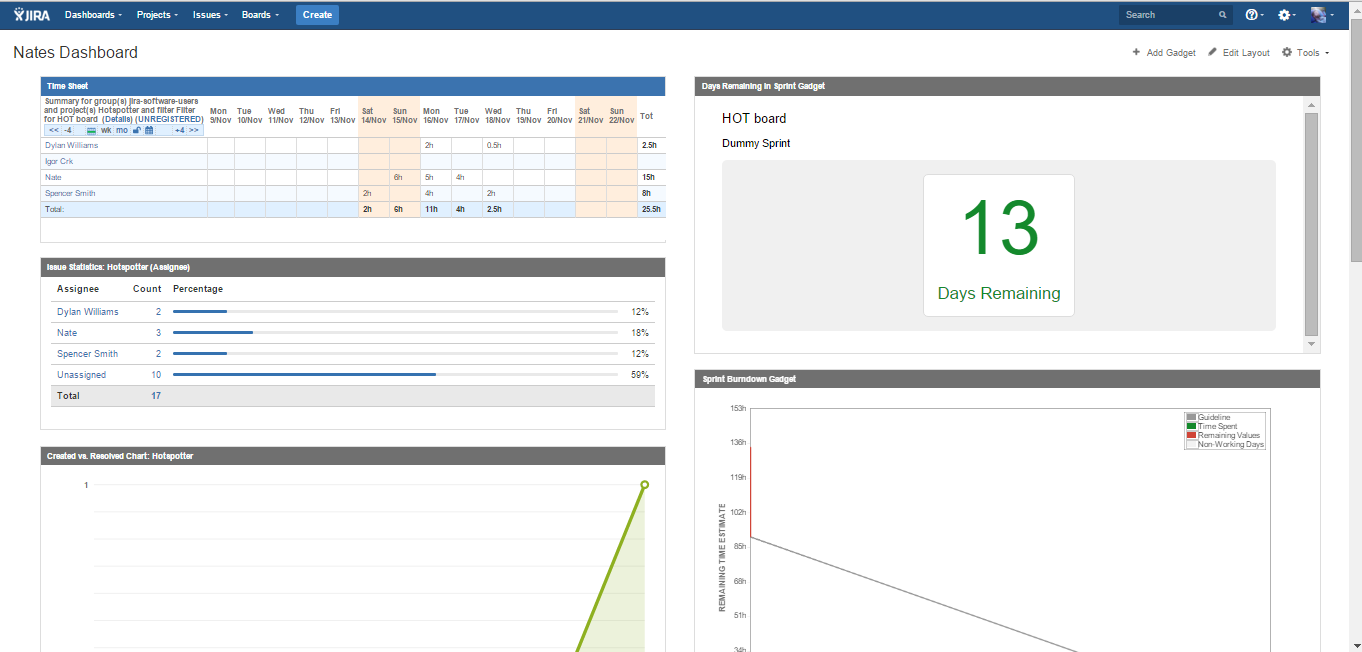 JIRA Dashboards Projects Issues Boards Create Search
Nates Dashboard
+ Add Gadget Edit Layout Tools
Time Sheet
Summary for group(s) jira-software-users
and project(s) Hotspotter and filter Filter
for HOT board (Details) (UNREGISTERED)
<< -4 wk mo +4 >>
Mon 9/Nov Tue 10/Nov Wed 11/Nov Thu 12/Nov Fri 13/Nov Sat 14/Nov Sun 15/Nov Mon 16/Nov Tue 17/Nov Wed 18/Nov Thu 19/Nov Fri 20/Nov Sat 21/Nov Sun 22/Nov Tot
Dylan Williams 2h 0.5h 2.5h
Igor Crk
Nate 6h 5h 4h 15h
Spencer Smith 2h 4h 2h 8h
Total: 2h 6h 11h 4h 2.5h 25.5h
Issue Statistics: Hotspotter (Assignee)
Assignee Count Percentage
Dylan Williams 2 12%
Nate 3 18%
Spencer Smith 2 12%
Unassigned 10 59%
Total 17
Created vs. Resolved Chart: Hotspotter
1
Days Remaining in Sprint Gadget
HOT board
Dummy Sprint
13
Days Remaining
Sprint Burndown Gadget
153h
136h
119h
102h
85h
68h
51h
34h
REMAINING TIME ESTIMATE
Guideline
Time Spent
Remaining Values
Non-Working Days